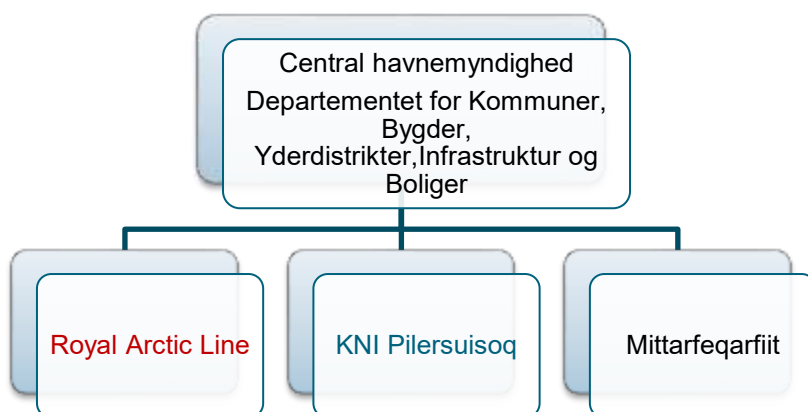 Central havnemyndighed
Departementet for Kommuner,
Bygder,
Yderdistrikter,Infrastruktur og
Boliger
Royal Arctic Line
KNI Pilersuisoq
Mittarfeqarfiit